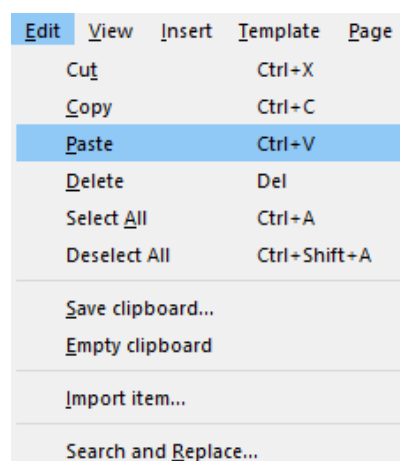 Edit View Insert Template Page
Cut Ctrl+X
Copy Ctrl+C
Paste Ctrl+V
Delete Del
Select All Ctrl+A
Deselect All Ctrl+Shift+A
Save clipboard...
Empty clipboard
Import item...
Search and Replace...